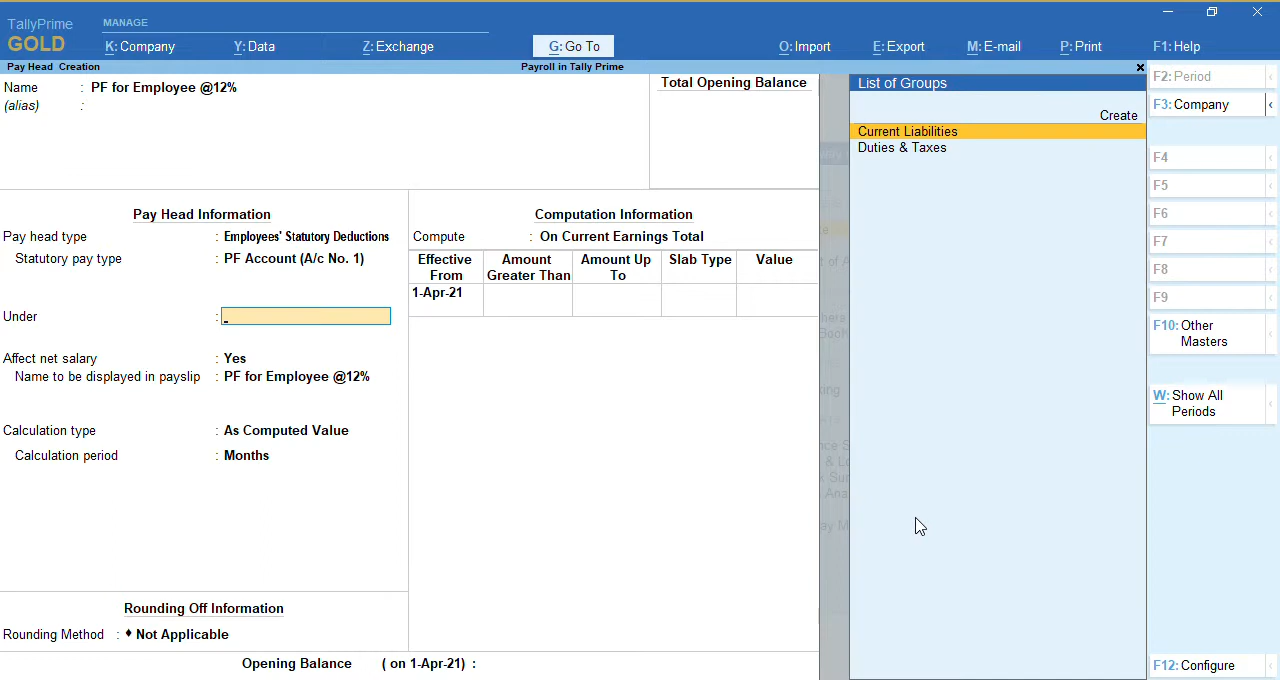 TallyPrime
GOLD
MANAGE
K: Company
Y: Data
Z: Exchange
G: Go To
O: Import
E: Export
M: E-mail
P: Print
F1: Help
Pay Head Creation
Payroll in Tally Prime
Name : PF for Employee @12%
(alias) :
Total Opening Balance
Pay Head Information
Pay head type : Employees' Statutory Deductions
Statutory pay type : PF Account (A/c No. 1)
Under :
Affect net salary : Yes
Name to be displayed in payslip : PF for Employee @12%
Calculation type : As Computed Value
Calculation period : Months
Computation Information
Compute : On Current Earnings Total
Effective From
Amount Greater Than
Amount Up To
Slab Type
Value
1-Apr-21
Rounding Off Information
Rounding Method : ♦ Not Applicable
Opening Balance ( on 1-Apr-21) :
List of Groups
Create
Current Liabilities
Duties & Taxes
F2: Period
F3: Company
F4
F5
F6
F7
F8
F9
F10: Other
Masters
W: Show All
Periods
F12: Configure